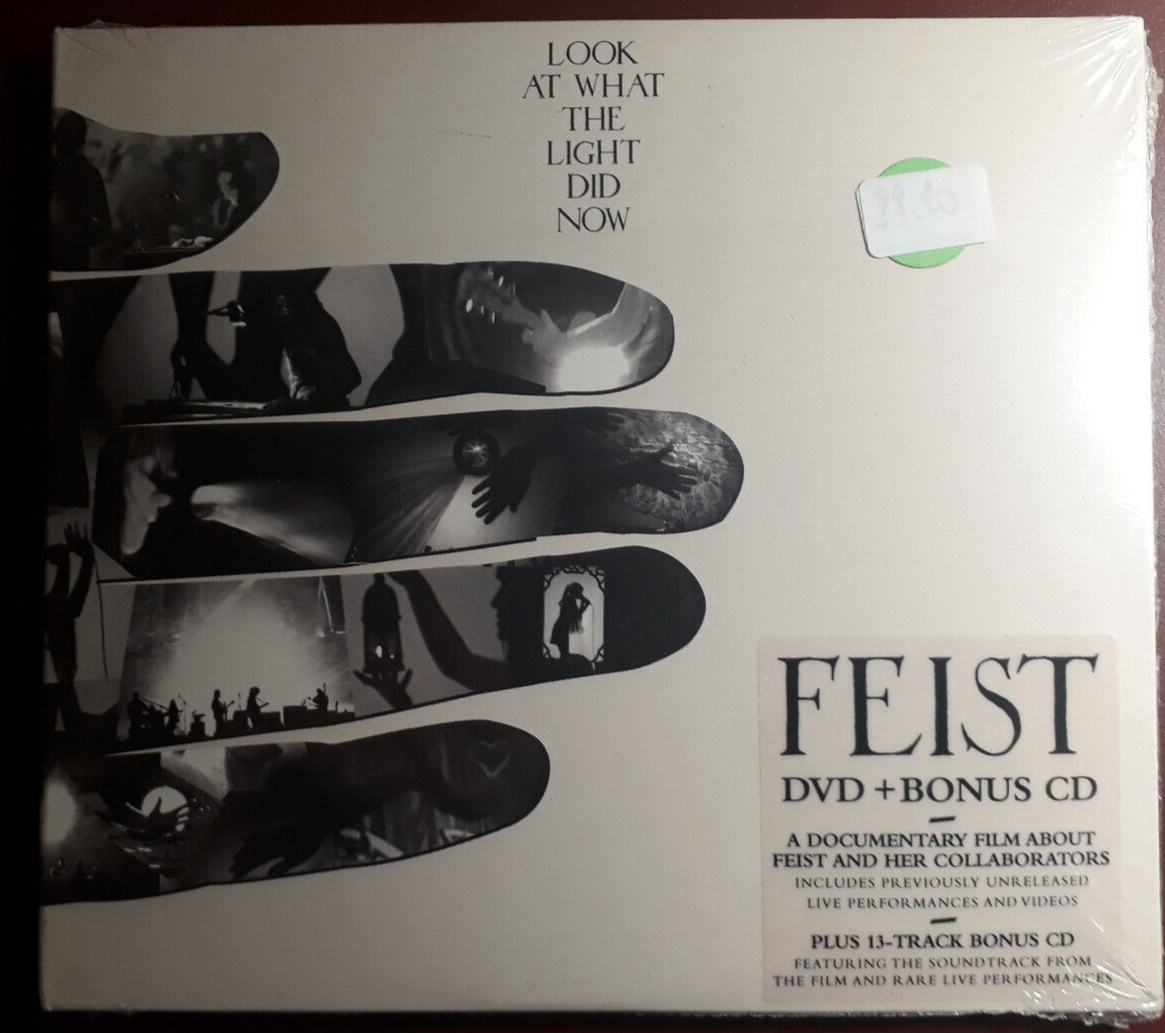 LOOK
AT WHAT
THE
LIGHT
DID
NOW
FEIST
DVD + BONUS CD
A DOCUMENTARY FILM ABOUT
FEIST AND HER COLLABORATORS
INCLUDES PREVIOUSLY UNRELEASED
LIVE PERFORMANCES AND VIDEOS
PLUS 13-TRACK BONUS CD
FEATURING THE SOUNDTRACK FROM
THE FILM AND RARE LIVE PERFORMANCES